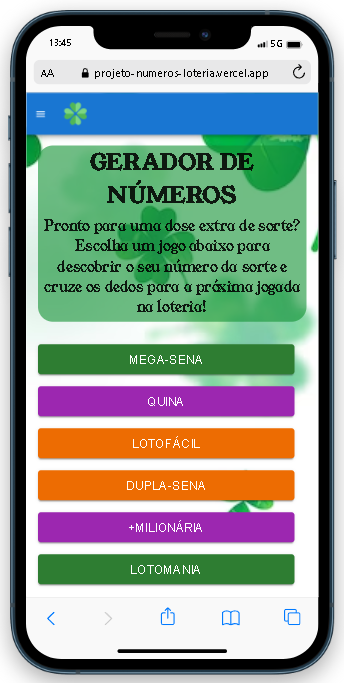 13:45
5G
AA
projeto-numeros-loteria.vercel.app
GERADOR DE
NÚMEROS
Pronto para uma dose extra de sorte?
Escolha um jogo abaixo para
descobrir o seu número da sorte e
cruze os dedos para a próxima jogada
na loteria!
MEGA-SENA
QUINA
LOTOFÁCIL
DUPLA-SENA
+MILIONÁRIA
LOTOMANIA